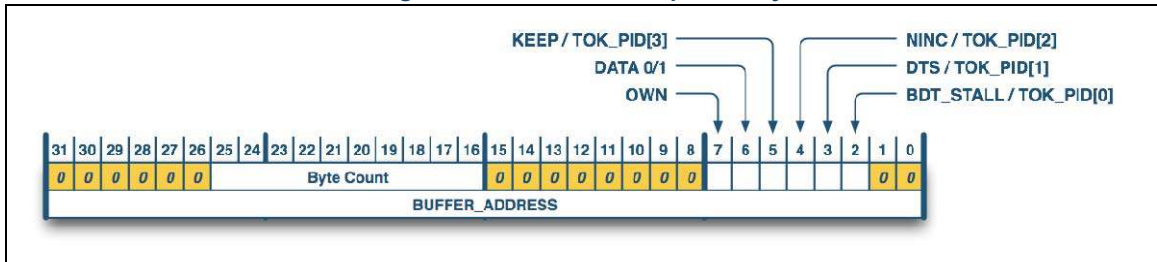 KEEP / TOK_PID[3]
NINC / TOK_PID[2]
DATA 0/1
DTS / TOK_PID[1]
OWN
BDT_STALL / TOK_PID[0]
31 30 29 28 27 26 25 24 23 22 21 20 19 18 17 16 15 14 13 12 11 10 9 8 7 6 5 4 3 2 1 0
0 0 0 0 0 0 Byte Count 0 0 0 0 0 0 0 0 0 0
BUFFER_ADDRESS